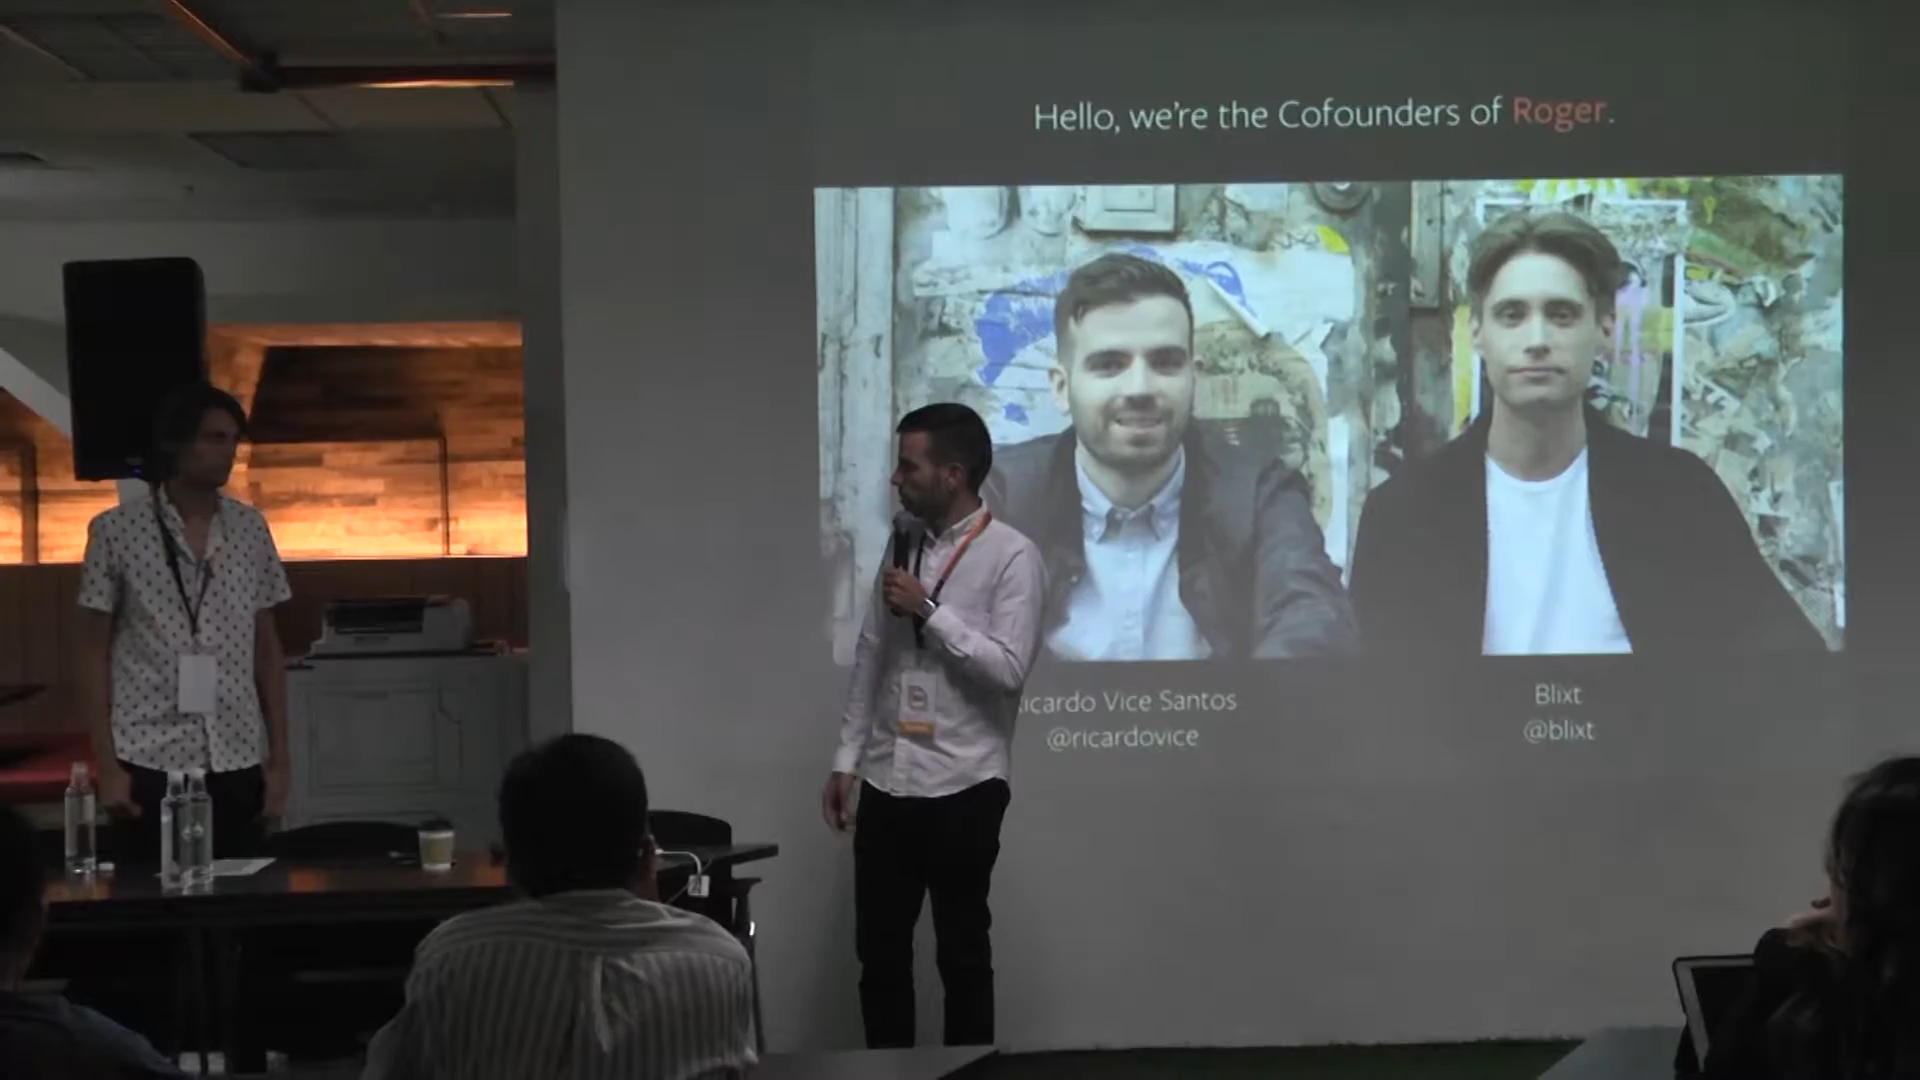 Hello, we're the Cofounders of Roger.
icardo Vice Santos
@ricardovice
Blixt
@blixt